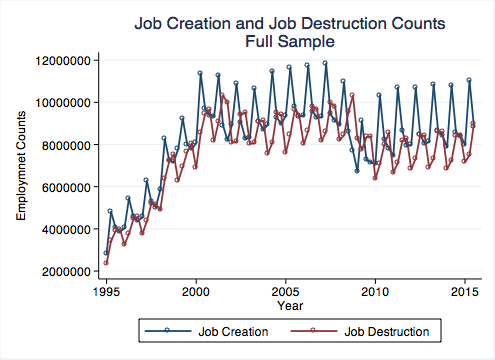 Job Creation and Job Destruction Counts
Full Sample
Employmnet Counts
12000000
10000000
8000000
6000000
4000000
2000000
1995
2000
2005
2010
2015
Year
Job Creation
Job Destruction